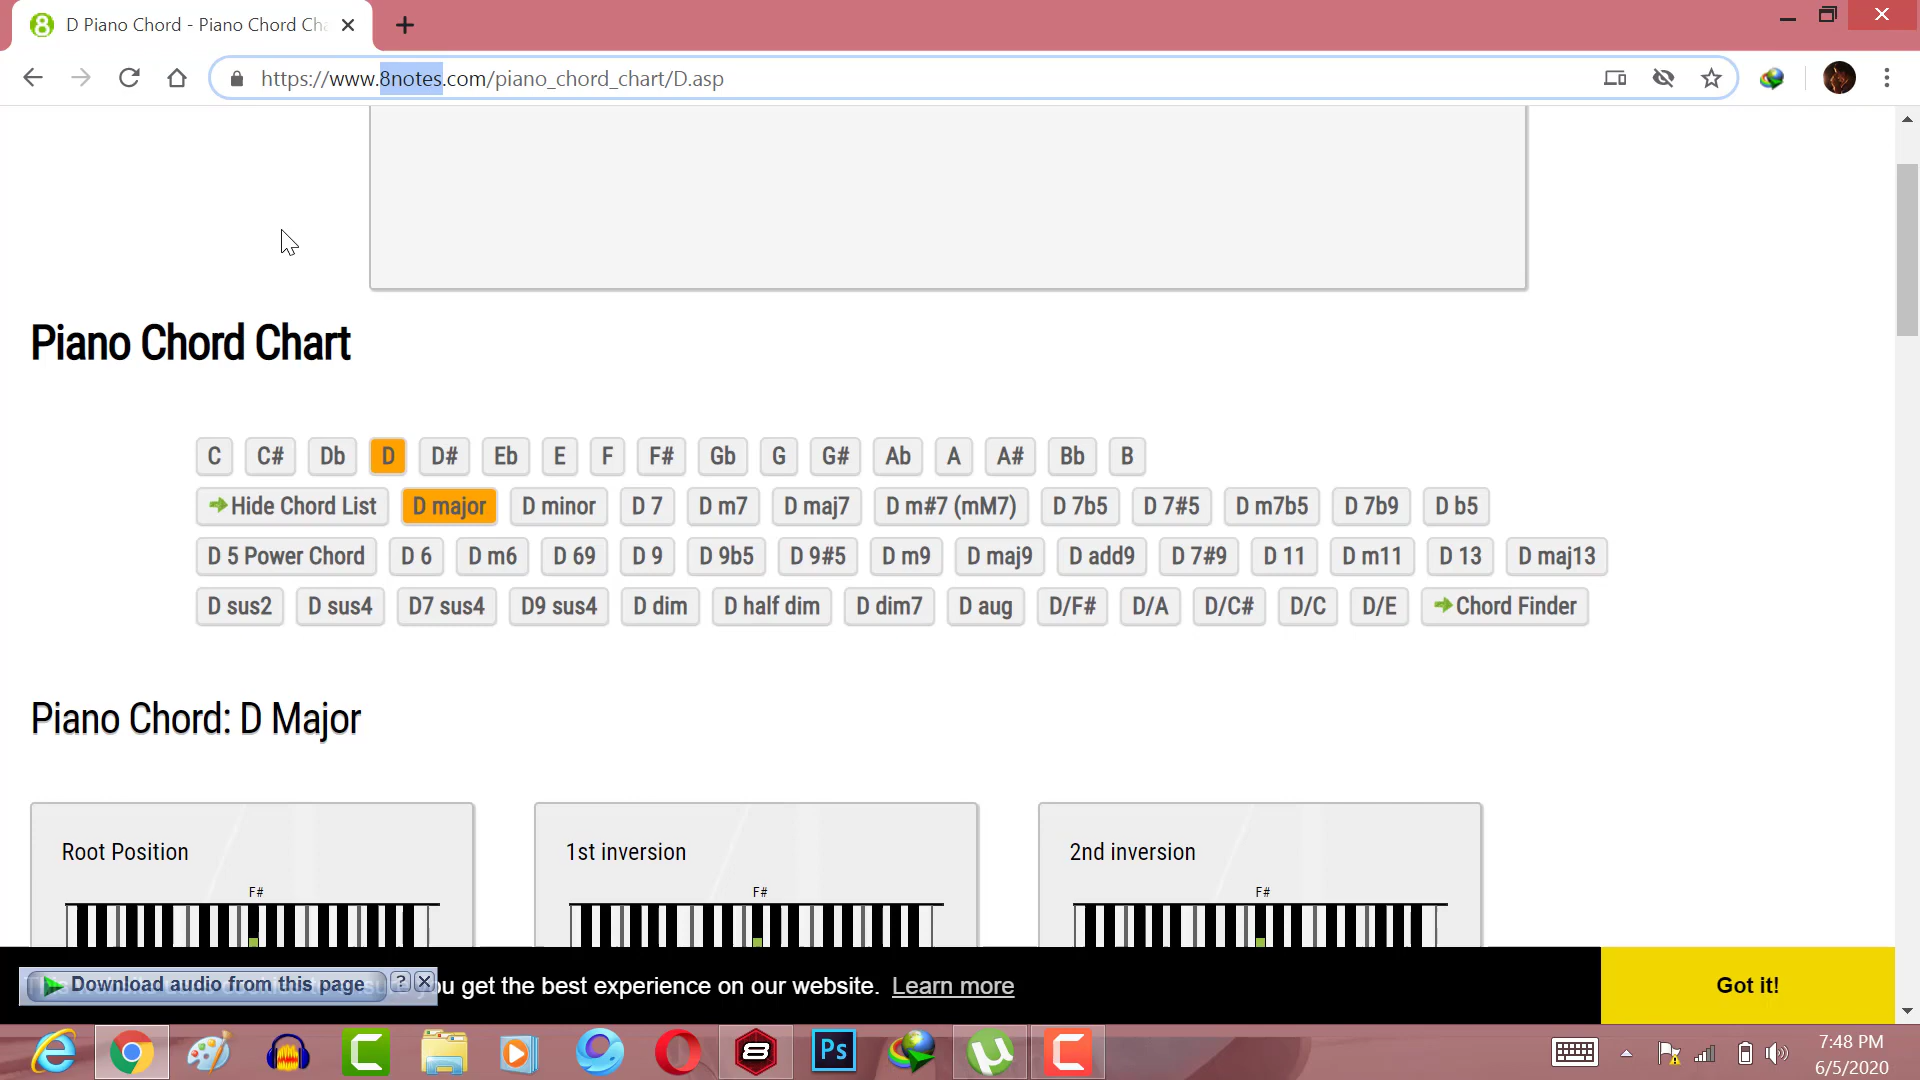 D Piano Chord - Piano Chord Cha
https://www.8notes.com/piano_chord_chart/D.asp
Piano Chord Chart
C C# Db D D# Eb E F F# Gb G G# Ab A A# Bb B
Hide Chord List D major D minor D 7 D m7 D maj7 D m#7 (mM7) D 7b5 D 7#5 D m7b5 D 7b9 D b5
D 5 Power Chord D 6 D m6 D 69 D 9 D 9b5 D 9#5 D m9 D maj9 D add9 D 7#9 D 11 D m11 D 13 D maj13
D sus2 D sus4 D7 sus4 D9 sus4 D dim D half dim D dim7 D aug D/F# D/A D/C# D/C D/E Chord Finder
Piano Chord: D Major
Root Position 1st inversion 2nd inversion
F# F# F#
Download audio from this page ? you get the best experience on our website. Learn more Got it!
Ps
7:48 PM
6/5/2020